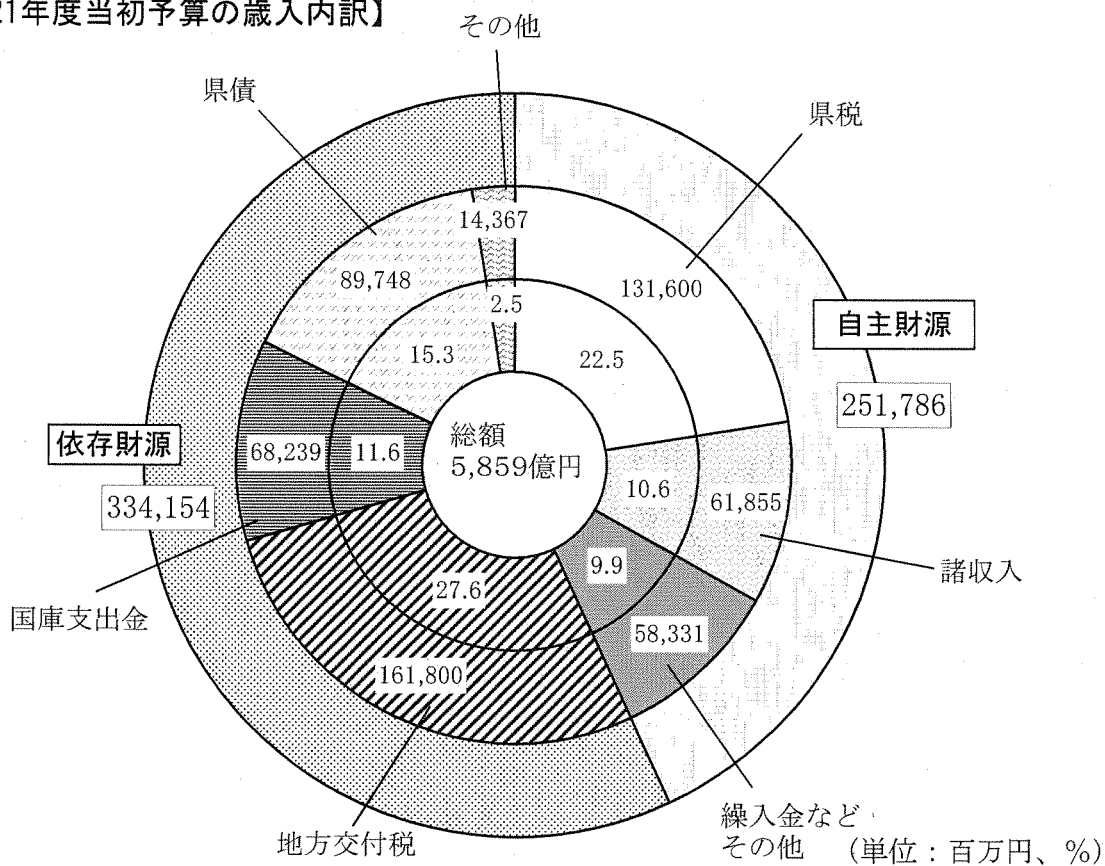 21年度当初予算の歳入内訳】
その他
県債
県税
14,367
89,748
131,600
2.5
15.3
22.5
自主財源
251,786
総額
5,859億円
依存財源
334,154
68,239
11.6
10.6
61,855
9.9
58,331
27.6
161,800
諸収入
国庫支出金
地方交付税
繰入金など
その他
(単位：百万円、%)